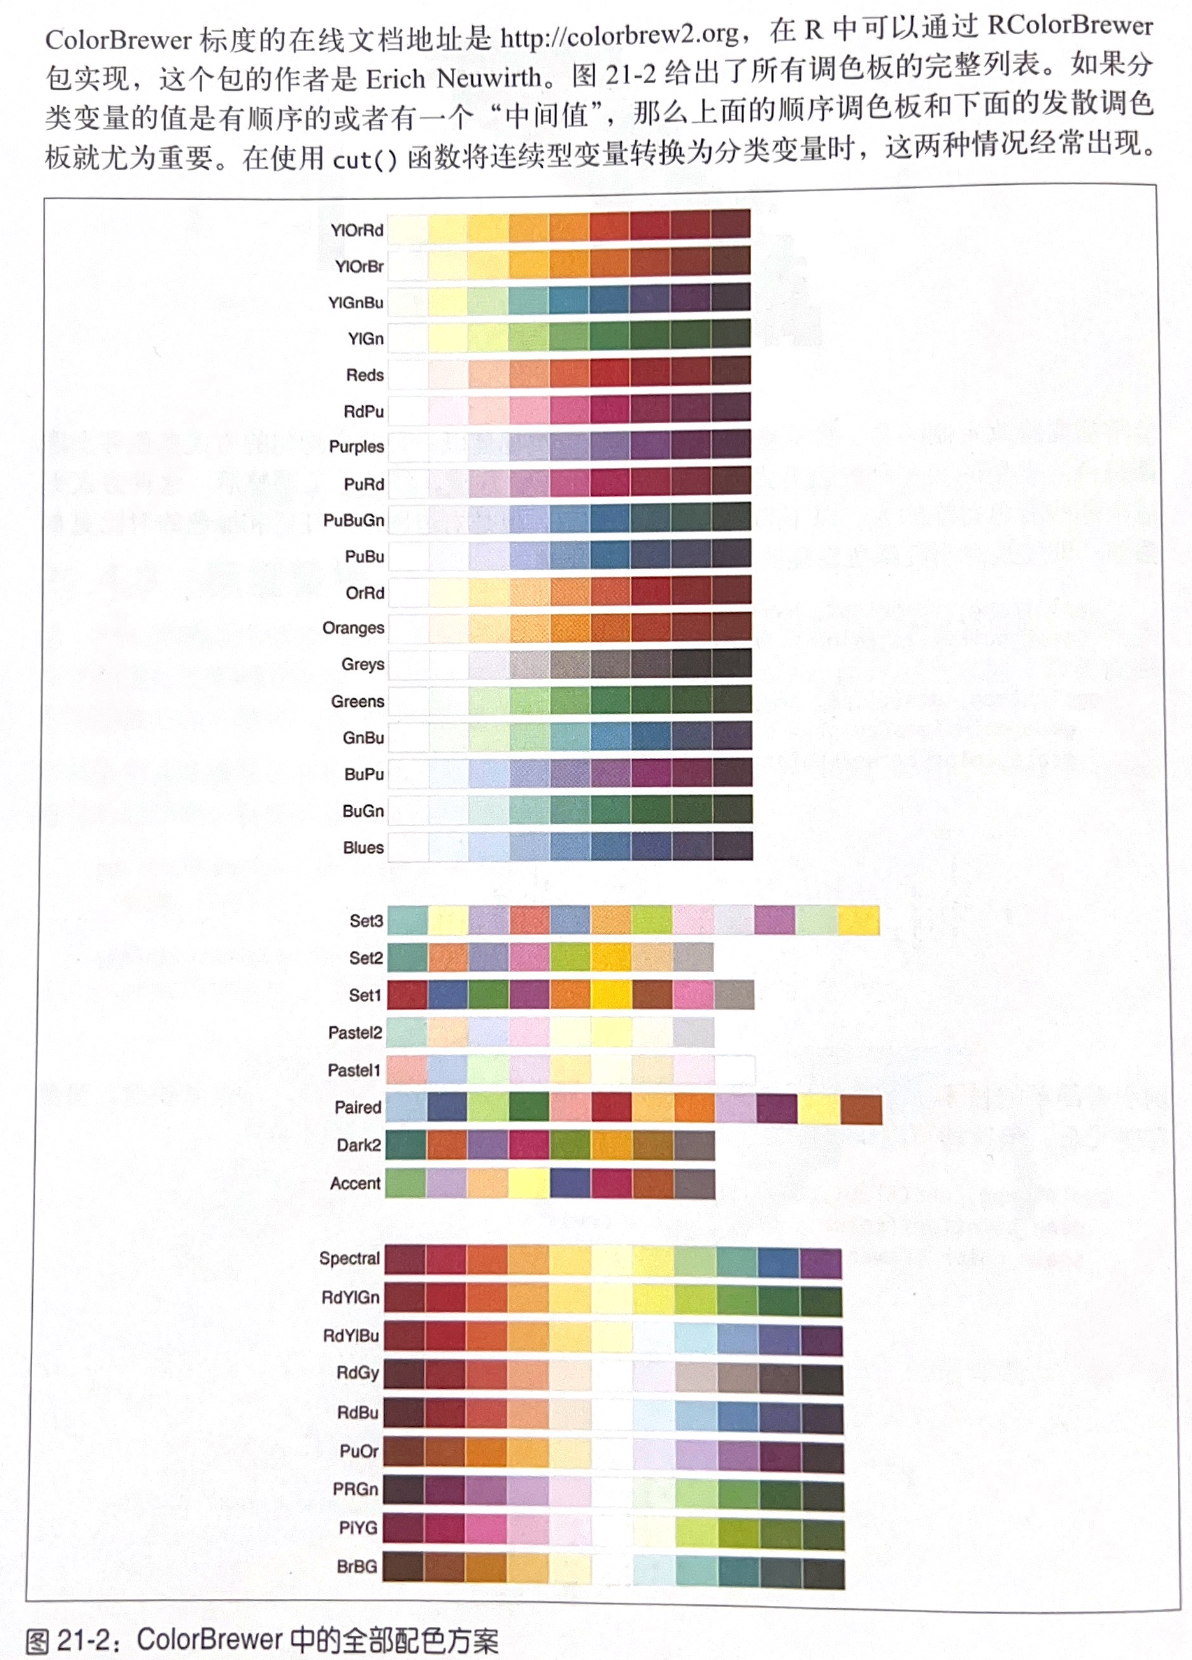 ColorBrewer 标度的在线文档地址是 http://colorbrew2.org，在 R 中可以通过 RColorBrewer
包实现，这个包的作者是 Erich Neuwirth。图 21-2 给出了所有调色板的完整列表。如果分
类变量的值是有顺序的或者有一个“中间值”，那么上面的顺序调色板和下面的发散调色
板就尤为重要。在使用 cut() 函数将连续型变量转换为分类变量时，这两种情况经常出现。
YlOrRd
YlOrBr
YlGnBu
YlGn
Reds
RdPu
Purples
PuRd
PuBuGn
PuBu
OrRd
Oranges
Greys
Greens
GnBu
BuPu
BuGn
Blues
Set3
Set2
Set1
Pastel2
Pastel1
Paired
Dark2
Accent
Spectral
RdYlGn
RdYlBu
RdGy
RdBu
PuOr
PRGn
PiYG
BrBG
图 21-2：ColorBrewer 中的全部配色方案